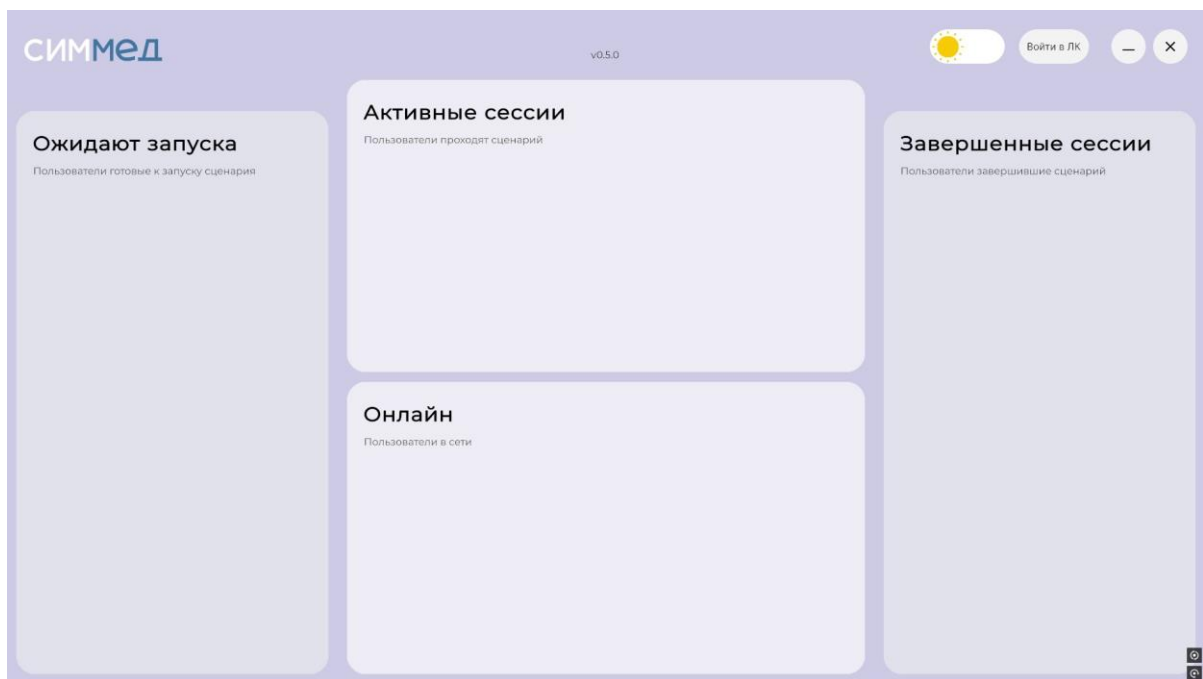 симмед
v0.5.0
Войти в ЛК
Ожидают запуска
Пользователи готовые к запуску сценария
Активные сессии
Пользователи проходят сценарий
Онлайн
Пользователи в сети
Завершенные сессии
Пользователи завершившие сценарий